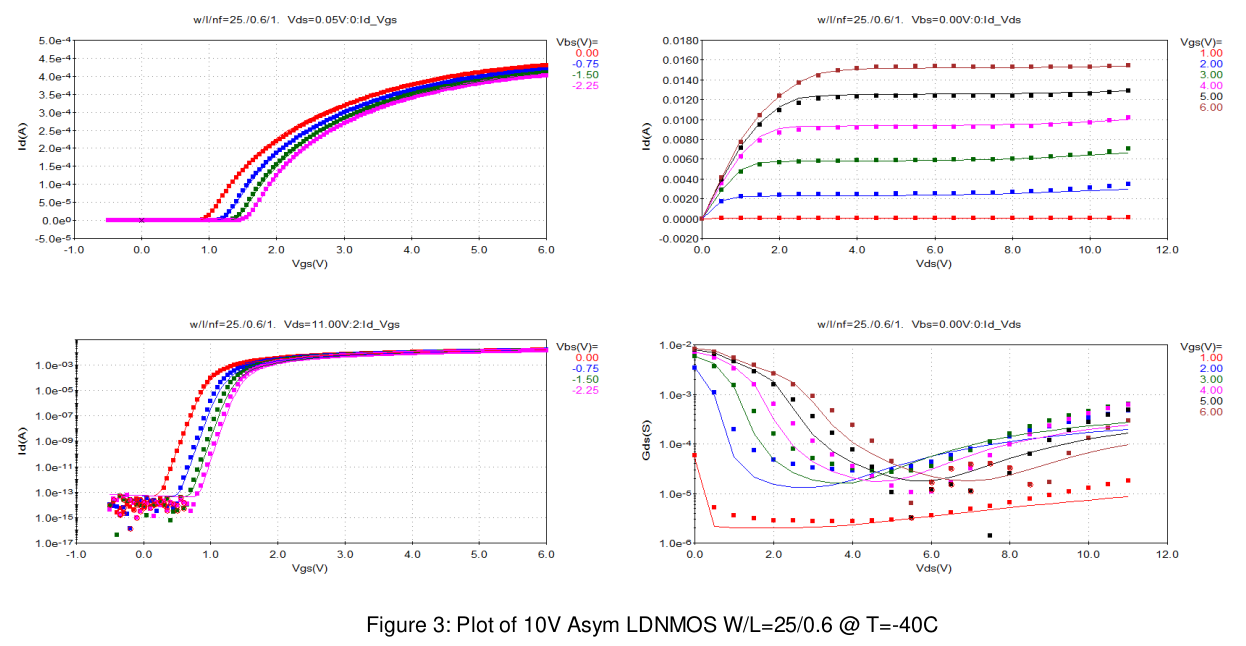 w/l/nf=25./0.6/1. Vds=0.05V:0:Id_Vgs
Vbs(V)=
0.00
-0.75
-1.50
-2.25
5.0e-4
4.5e-4
4.0e-4
3.5e-4
3.0e-4
2.5e-4
2.0e-4
1.5e-4
1.0e-4
5.0e-5
0.0e0
-5.0e-5
Id(A)
-1.0
0.0
1.0
2.0
3.0
4.0
5.0
6.0
Vgs(V)
w/l/nf=25./0.6/1. Vbs=0.00V:0:Id_Vds
Vgs(V)=
1.00
2.00
3.00
4.00
5.00
6.00
0.0180
0.0160
0.0140
0.0120
0.0100
0.0080
0.0060
0.0040
0.0020
0.0000
-0.0020
Id(A)
0.0
2.0
4.0
6.0
8.0
10.0
12.0
Vds(V)
w/l/nf=25./0.6/1. Vds=11.00V:2:Id_Vgs
Vbs(V)=
0.00
-0.75
-1.50
-2.25
1.0e-03
1.0e-05
1.0e-07
1.0e-09
1.0e-11
1.0e-13
1.0e-15
1.0e-17
Id(A)
-1.0
0.0
1.0
2.0
3.0
4.0
5.0
6.0
Vgs(V)
w/l/nf=25./0.6/1. Vbs=0.00V:0:Id_Vds
Vgs(V)=
1.00
2.00
3.00
4.00
5.00
6.00
1.0e-2
1.0e-3
1.0e-4
1.0e-5
1.0e-6
Gds(S)
0.0
2.0
4.0
6.0
8.0
10.0
12.0
Vds(V)
Figure 3: Plot of 10V Asym LDNMOS W/L=25/0.6 @ T=-40C